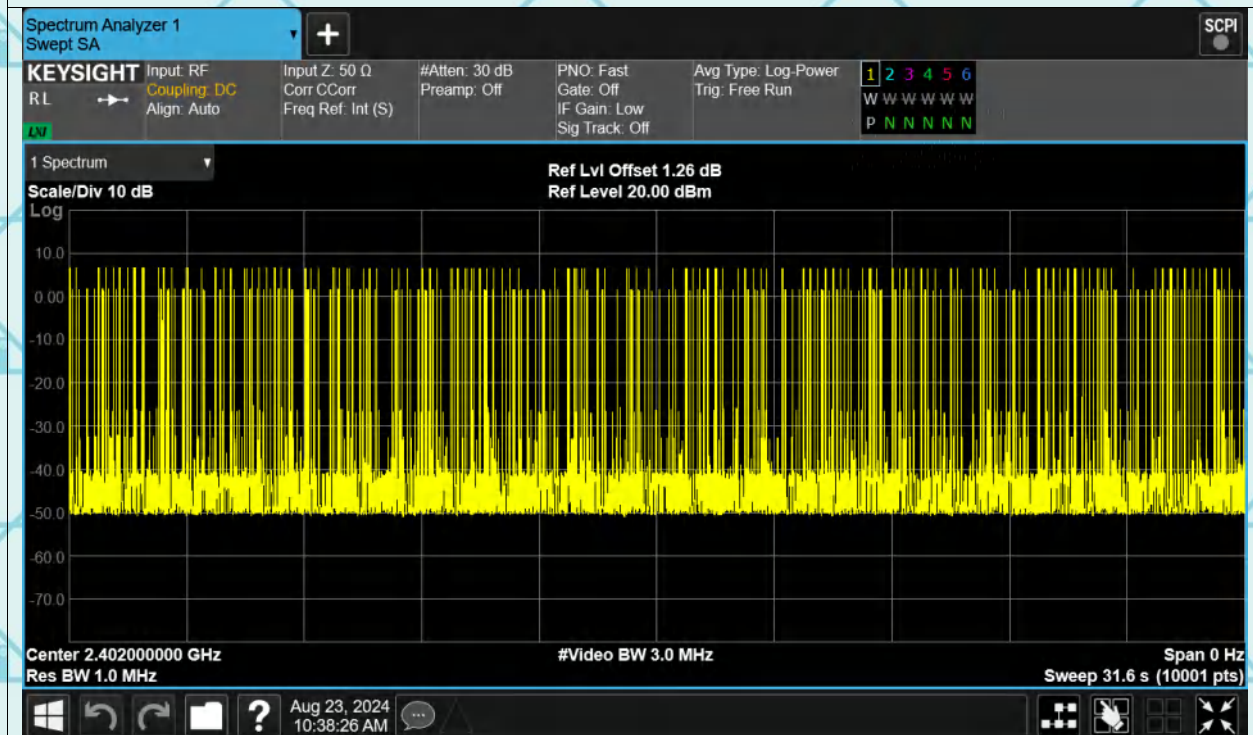 Spectrum Analyzer 1
Swept SA
+
SCPI
KEYSIGHT
RL
LXI
Input: RF
Coupling: DC
Align: Auto
Input Z: 50 Ω
Corr CCorr
Freq Ref: Int (S)
#Atten: 30 dB
Preamp: Off
PNO: Fast
Gate: Off
IF Gain: Low
Sig Track: Off
Avg Type: Log-Power
Trig: Free Run
1 2 3 4 5 6
W W W W W W
P N N N N N
1 Spectrum
Scale/Div 10 dB
Ref Lvl Offset 1.26 dB
Ref Level 20.00 dBm
Log
10.0
0.00
-10.0
-20.0
-30.0
-40.0
-50.0
-60.0
-70.0
Center 2.402000000 GHz
Res BW 1.0 MHz
#Video BW 3.0 MHz
Span 0 Hz
Sweep 31.6 s (10001 pts)
?
Aug 23, 2024
10:38:26 AM